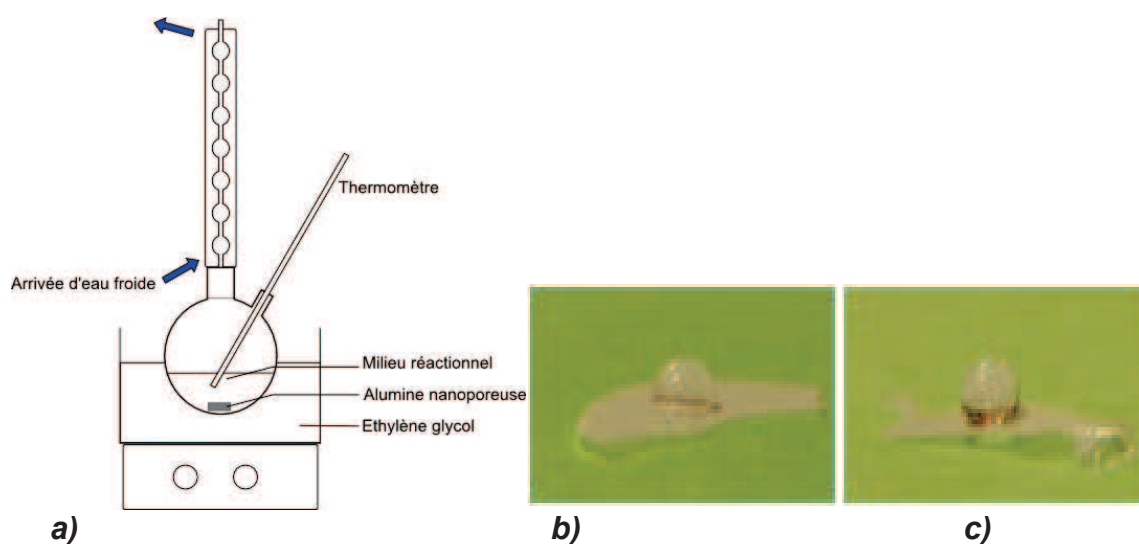 Thermomètre
Arrivée d'eau froide
Milieu réactionnel
Alumine nanoporeuse
Ethylène glycol
a)
b)
c)